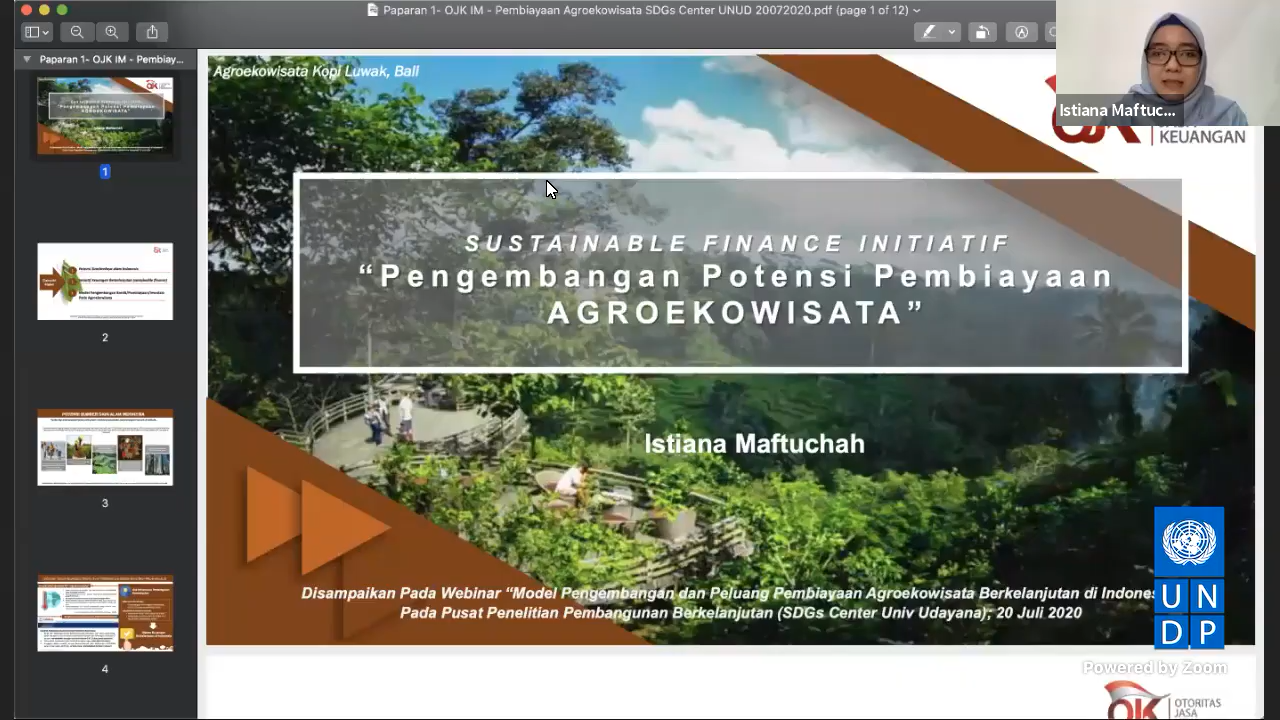 Paparan 1- OJK IM - Pembiayaan Agroekowisata SDGs Center UNUD 20072020.pdf (page 1 of 12)
Paparan 1- OJK IM - Pembiay...
Istiana Maftuc...
KEUANGAN
Agroekowisata Kopi Luwak, Bali
SUSTAINABLE FINANCE INITIATIF
“Pengembangan Potensi Pembiayaan
AGROEKOWISATA”
Istiana Maftuchah
Disampaikan Pada Webinar “Model Pengembangan dan Peluang Pembiayaan Agroekowisata Berkelanjutan di Indones
Pada Pusat Penelitian Pembangunan Berkelanjutan (SDGs Center Univ Udayana), 20 Juli 2020
1
2
3
4
U N
D P
Powered by Zoom
OTORITAS
JASA